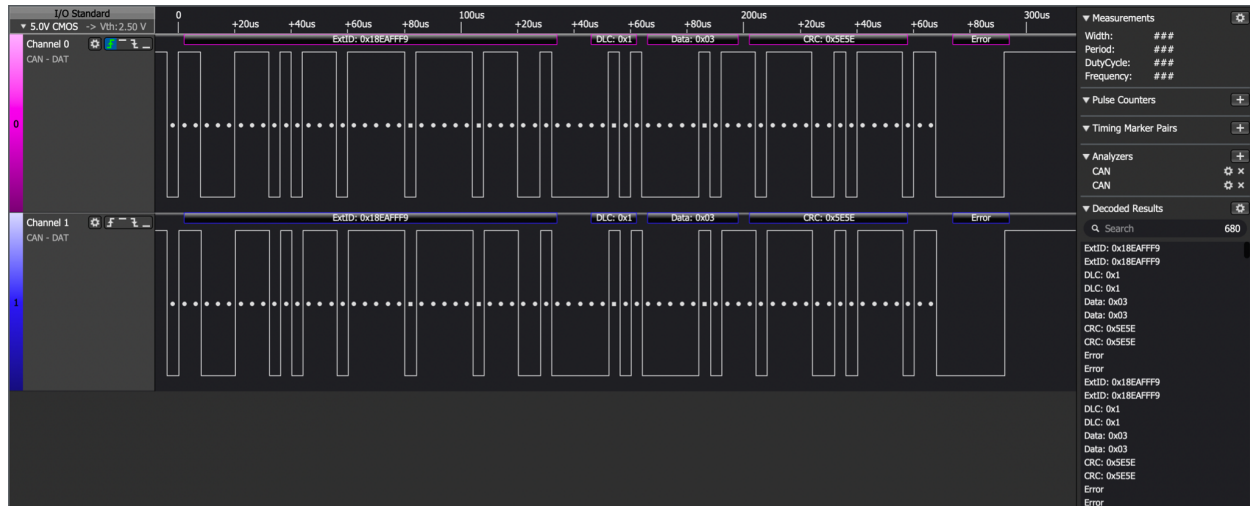 I/O Standard
▼ 5.0V CMOS -> Vth: 2.50 V
0 100us 200us 300us
+20us +40us +60us +80us +20us +40us +60us +80us +20us +40us +60us +80us
Channel 0
CAN - DAT
0
ExtID: 0x18EAFFF9 DLC: 0x1 Data: 0x03 CRC: 0x5E5E Error
Channel 1
CAN - DAT
1
ExtID: 0x18EAFFF9 DLC: 0x1 Data: 0x03 CRC: 0x5E5E Error
▼ Measurements
Width: ###
Period: ###
DutyCycle: ###
Frequency: ###
▼ Pulse Counters +
▼ Timing Marker Pairs
▼ Analyzers +
CAN
CAN
▼ Decoded Results
Search 680
ExtID: 0x18EAFFF9
ExtID: 0x18EAFFF9
DLC: 0x1
DLC: 0x1
Data: 0x03
Data: 0x03
CRC: 0x5E5E
CRC: 0x5E5E
Error
Error
ExtID: 0x18EAFFF9
ExtID: 0x18EAFFF9
DLC: 0x1
DLC: 0x1
Data: 0x03
Data: 0x03
CRC: 0x5E5E
CRC: 0x5E5E
Error
Error